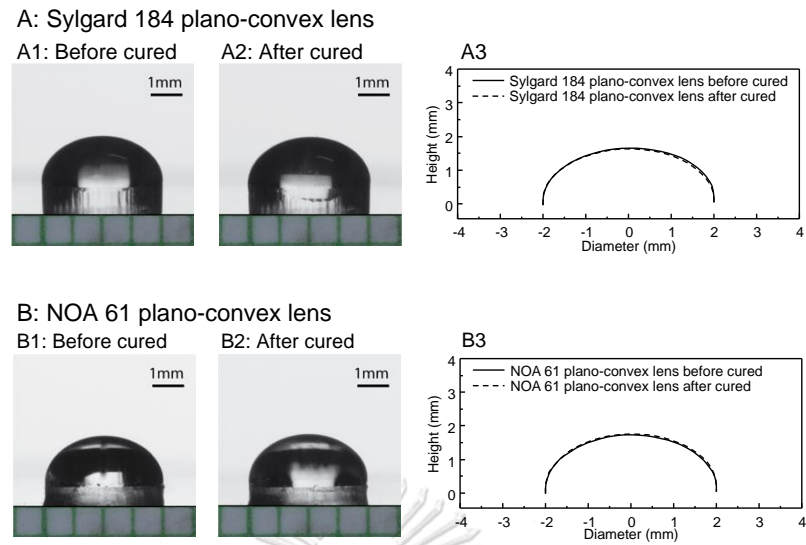 A: Sylgard 184 plano-convex lens
A1: Before cured
A2: After cured
A3
1mm
1mm
4
3
2
1
0
Height (mm)
Sylgard 184 plano-convex lens before cured
Sylgard 184 plano-convex lens after cured
-4 -3 -2 -1 0 1 2 3 4
Diameter (mm)
B: NOA 61 plano-convex lens
B1: Before cured
B2: After cured
B3
1mm
1mm
4
3
2
1
0
Height (mm)
NOA 61 plano-convex lens before cured
NOA 61 plano-convex lens after cured
-4 -3 -2 -1 0 1 2 3 4
Diameter (mm)